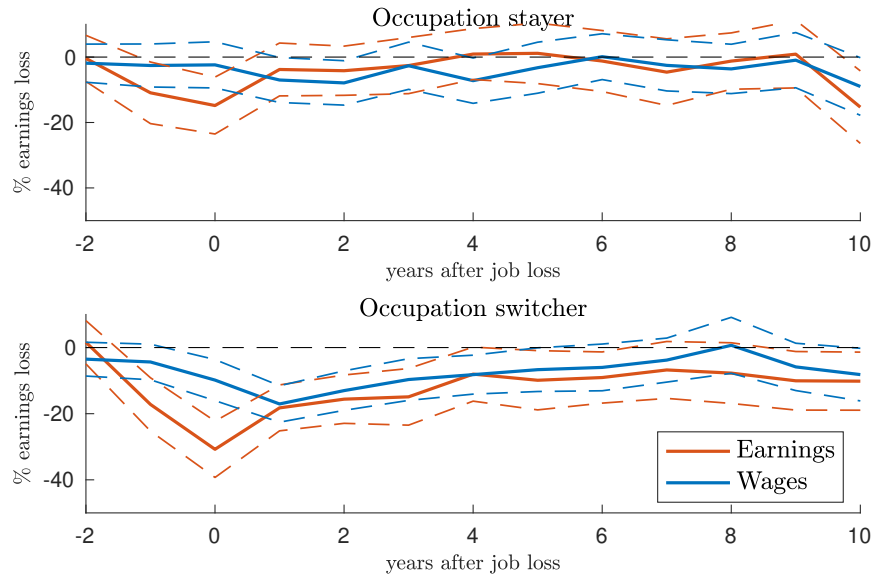 Occupation stayer
0
-20
-40
% earnings loss
-2 0 2 4 6 8 10
years after job loss
Occupation switcher
0
-20
-40
% earnings loss
Earnings
Wages
-2 0 2 4 6 8 10
years after job loss